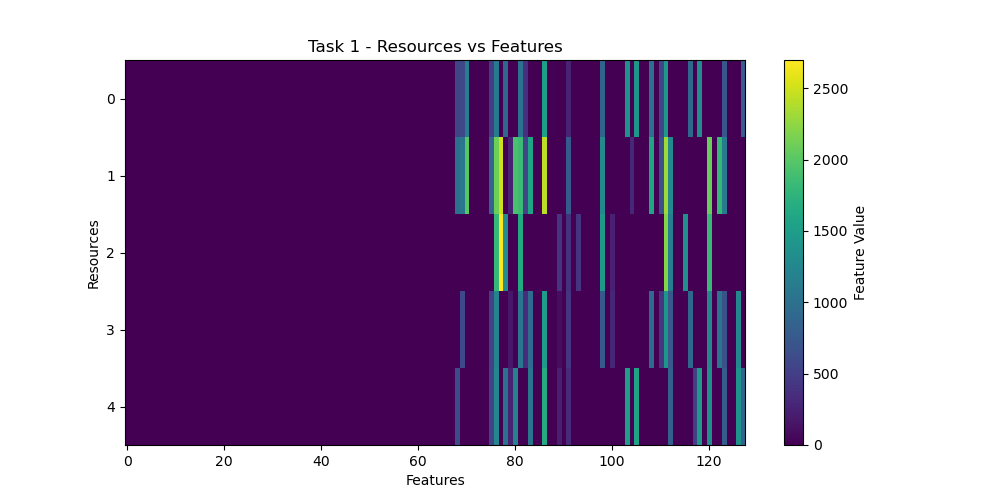 Task 1 - Resources vs Features
0
1
2
3
4
Resources
0 20 40 60 80 100 120
Features
2500
2000
1500
1000
500
0
Feature Value